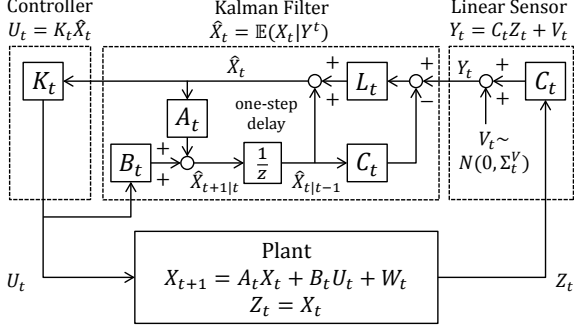 Controller
U_t = K_t X̂_t
Kalman Filter
X̂_t = 𝔼(X_t|Y^t)
Linear Sensor
Y_t = C_t Z_t + V_t
K_t
X̂_t
+
+
L_t
+
−
Y_t
+
+
C_t
A_t
one-step
delay
V_t~
N(0, Σ_t^V)
B_t
+
+
X̂_{t+1|t}
1/z
X̂_{t|t−1}
C_t
U_t
Plant
X_{t+1} = A_t X_t + B_t U_t + W_t
Z_t = X_t
Z_t